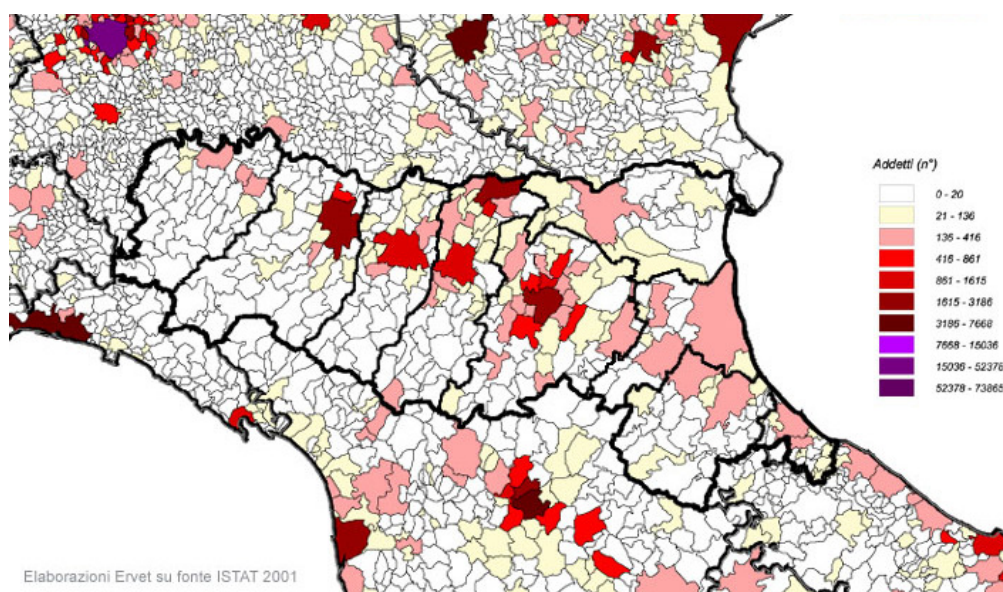 Addetti (n°)
0 - 20
21 - 136
136 - 416
416 - 861
861 - 1615
1615 - 3186
3186 - 7668
7668 - 15036
15036 - 52378
52378 - 73865
Elaborazioni Ervet su fonte ISTAT 2001